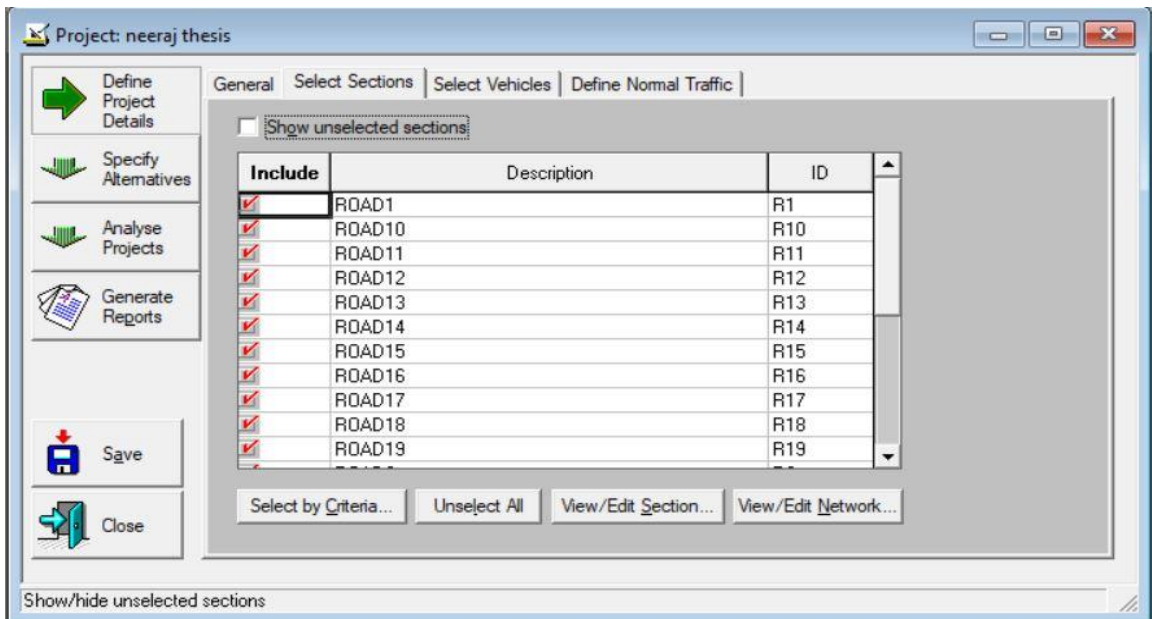 Project: neeraj thesis
Define
Project
Details
Specify
Alternatives
Analyse
Projects
Generate
Reports
Save
Close
General Select Sections Select Vehicles Define Normal Traffic
Show unselected sections
Include Description ID
ROAD1 R1
ROAD10 R10
ROAD11 R11
ROAD12 R12
ROAD13 R13
ROAD14 R14
ROAD15 R15
ROAD16 R16
ROAD17 R17
ROAD18 R18
ROAD19 R19
Select by Criteria... Unselect All View/Edit Section... View/Edit Network...
Show/hide unselected sections